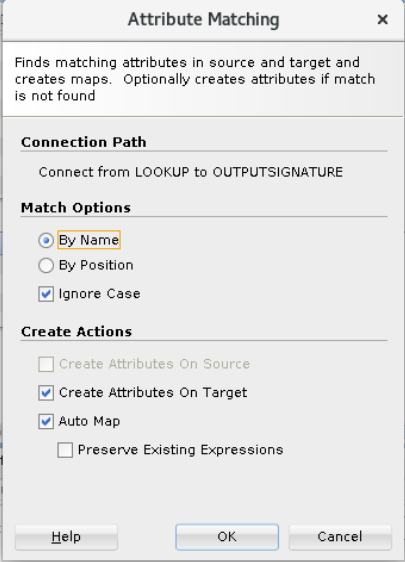 Attribute Matching
Finds matching attributes in source and target and
creates maps. Optionally creates attributes if match
is not found
Connection Path
Connect from LOOKUP to OUTPUTSIGNATURE
Match Options
By Name
By Position
Ignore Case
Create Actions
Create Attributes On Source
Create Attributes On Target
Auto Map
Preserve Existing Expressions
Help OK Cancel